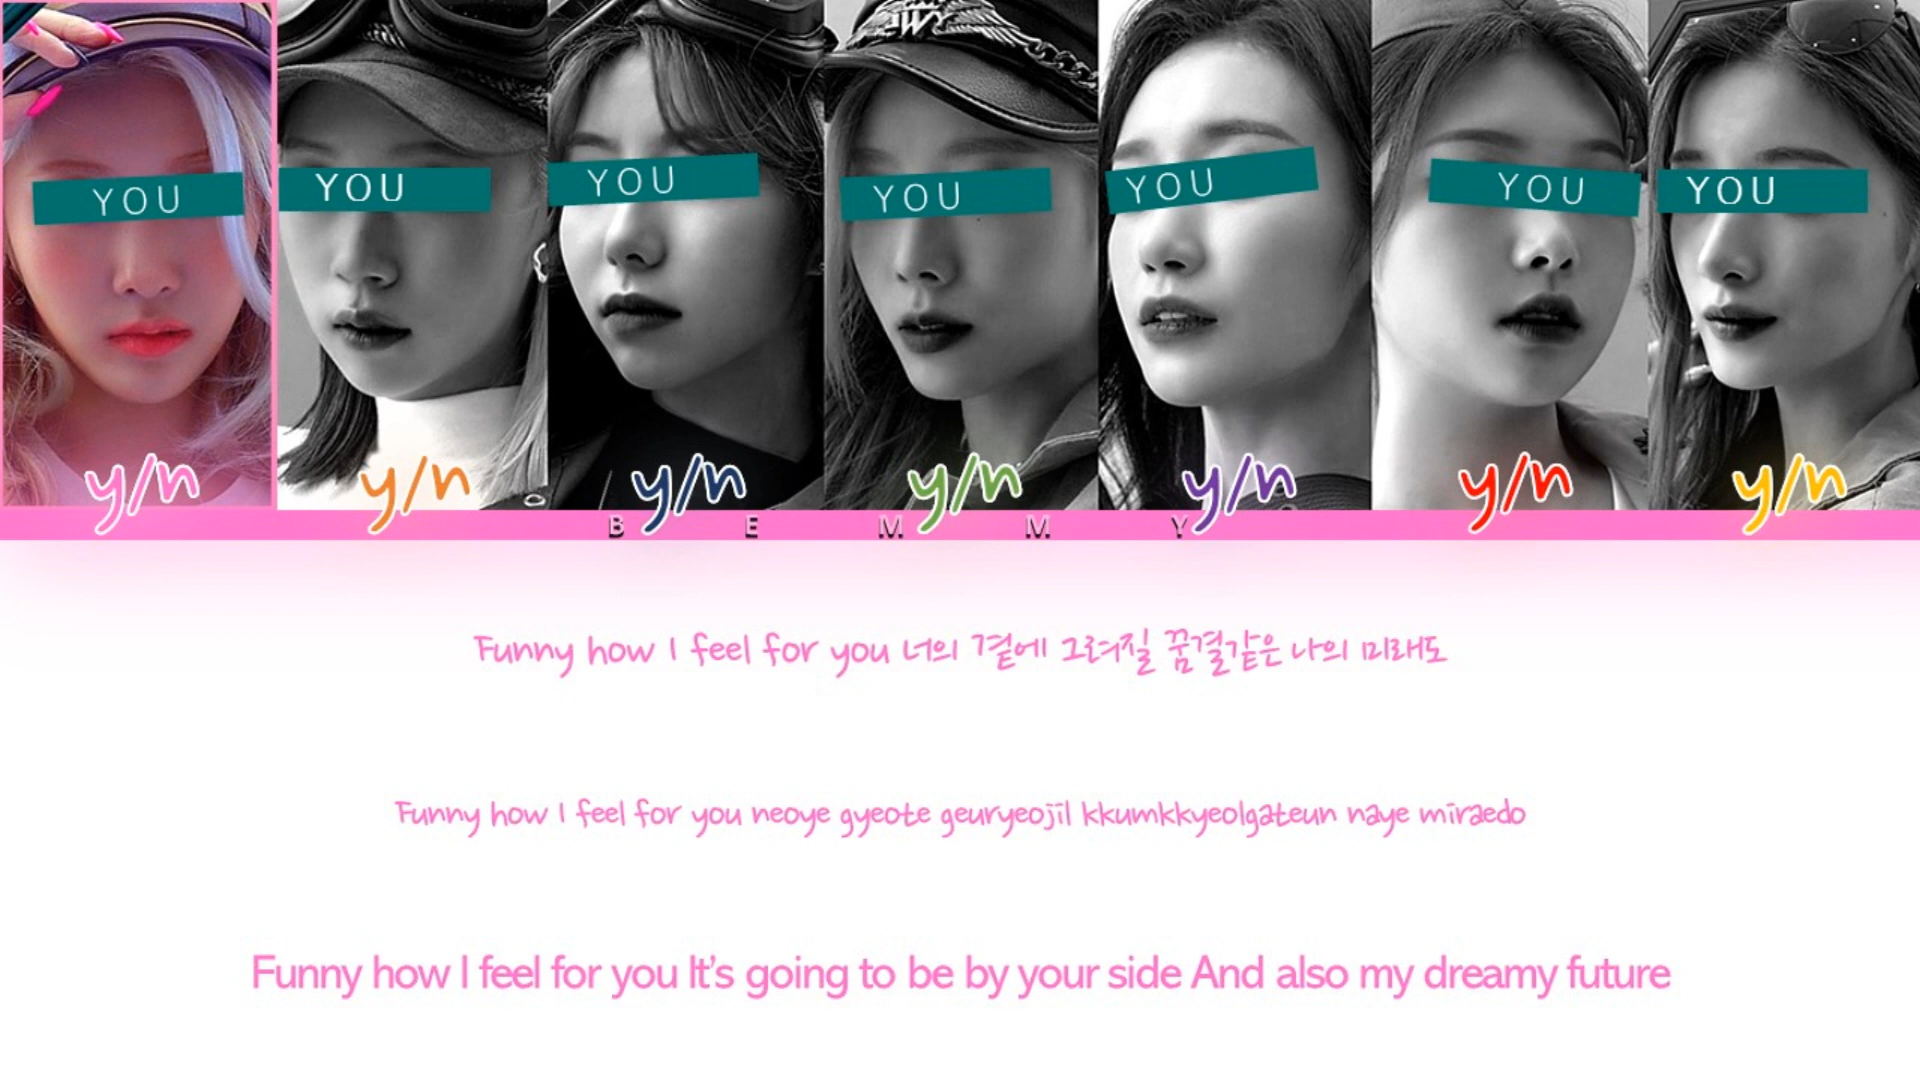 YOU YOU YOU YOU YOU YOU YOU
y/n y/n y/n y/n y/n y/n y/n
B E M M Y
Funny how I feel for you 너의 곁에 그려질 꿈결같은 나의 미래도
Funny how I feel for you neoye gyeote geuryeojil kkumkkyeolgateun naye miraedo
Funny how I feel for you It's going to be by your side And also my dreamy future